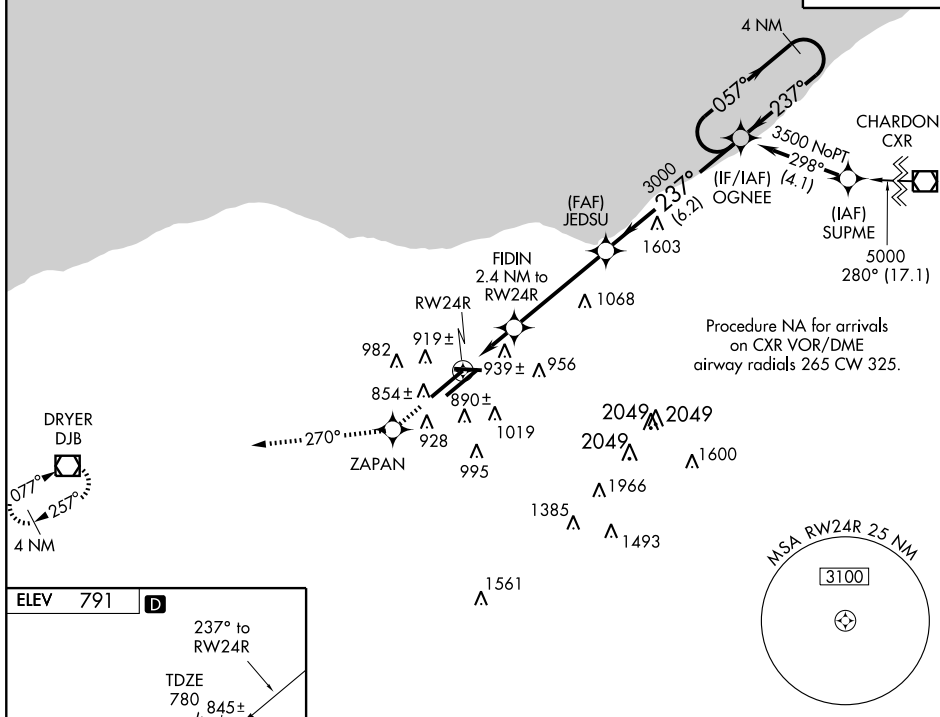 4 NM
057°
237°
CHARDON
CXR
3500 NoPT
298°
(4.1)
3000
237°
(6.2)
(IF/IAF)
OGNEE
(IAF)
SUPME
5000
280° (17.1)
(FAF)
JEDSU
1603
FIDIN
2.4 NM to
RW24R
1068
RW24R
Procedure NA for arrivals
on CXR VOR/DME
airway radials 265 CW 325.
982
919±
939±
956
854±
890±
928
1019
995
2049
2049
2049
1600
1966
1385
1493
1561
DRYER
DJB
270°
ZAPAN
077°
257°
4 NM
MSA RW24R 25 NM
3100
ELEV 791 D
237° to
RW24R
TDZE
780
845±